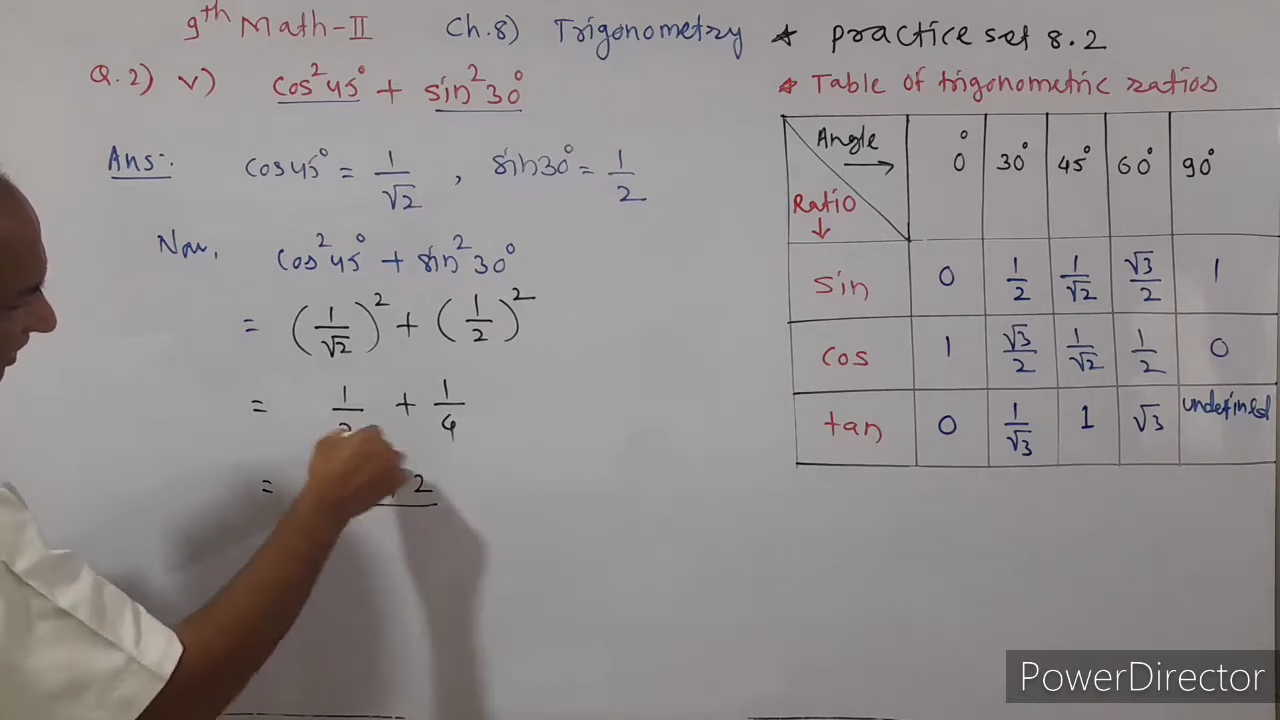 9th Math-II Ch.8) Trigonometry * practice set 8.2
Q.2) v) cos²45° + sin²30°
* Table of trigonometric ratios
Ans:- cos45° = 1/√2 , sin30° = 1/2
Now, cos²45° + sin²30°
= (1/√2)² + (1/2)²
= 1/2 + 1/4
= + 2
Angle → 0° 30° 45° 60° 90°
Ratio ↓
sin 0 1/2 1/√2 √3/2 1
cos 1 √3/2 1/√2 1/2 0
tan 0 1/√3 1 √3 undefined
PowerDirector